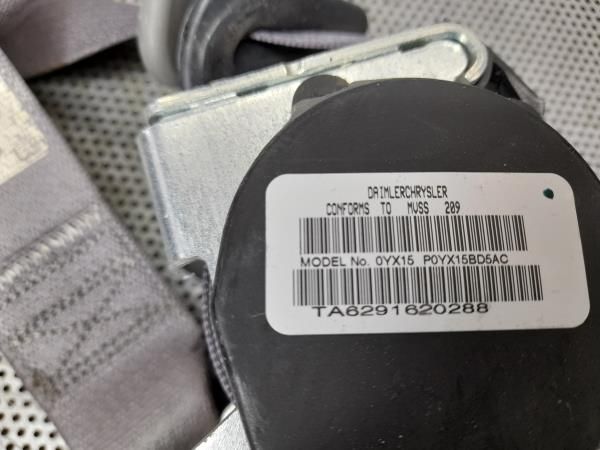 DAIMLERCHRYSLER
CONFORMS TO MVSS 209
MODEL No. 0YX15 P0YX15BD5AC
TA6291620288